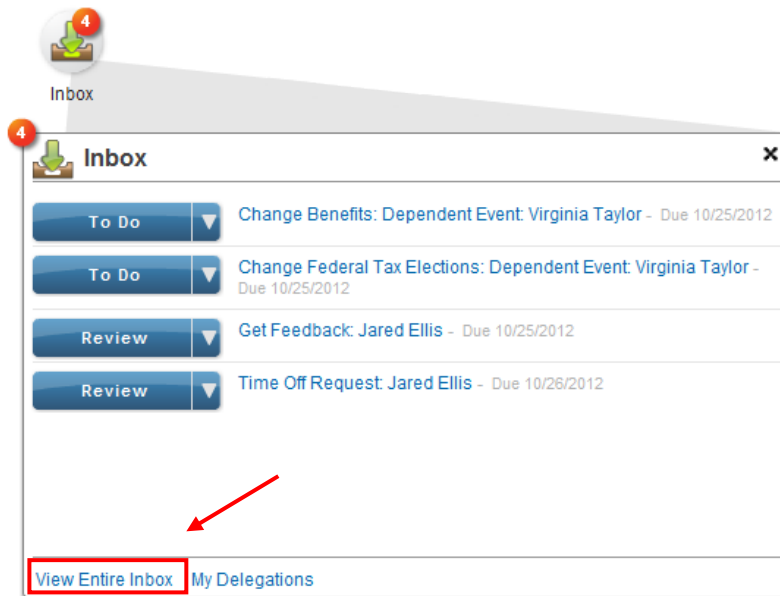 4
Inbox
4
Inbox
×
To Do
Change Benefits: Dependent Event: Virginia Taylor - Due 10/25/2012
To Do
Change Federal Tax Elections: Dependent Event: Virginia Taylor -
Due 10/25/2012
Review
Get Feedback: Jared Ellis - Due 10/25/2012
Review
Time Off Request: Jared Ellis - Due 10/26/2012
View Entire Inbox My Delegations